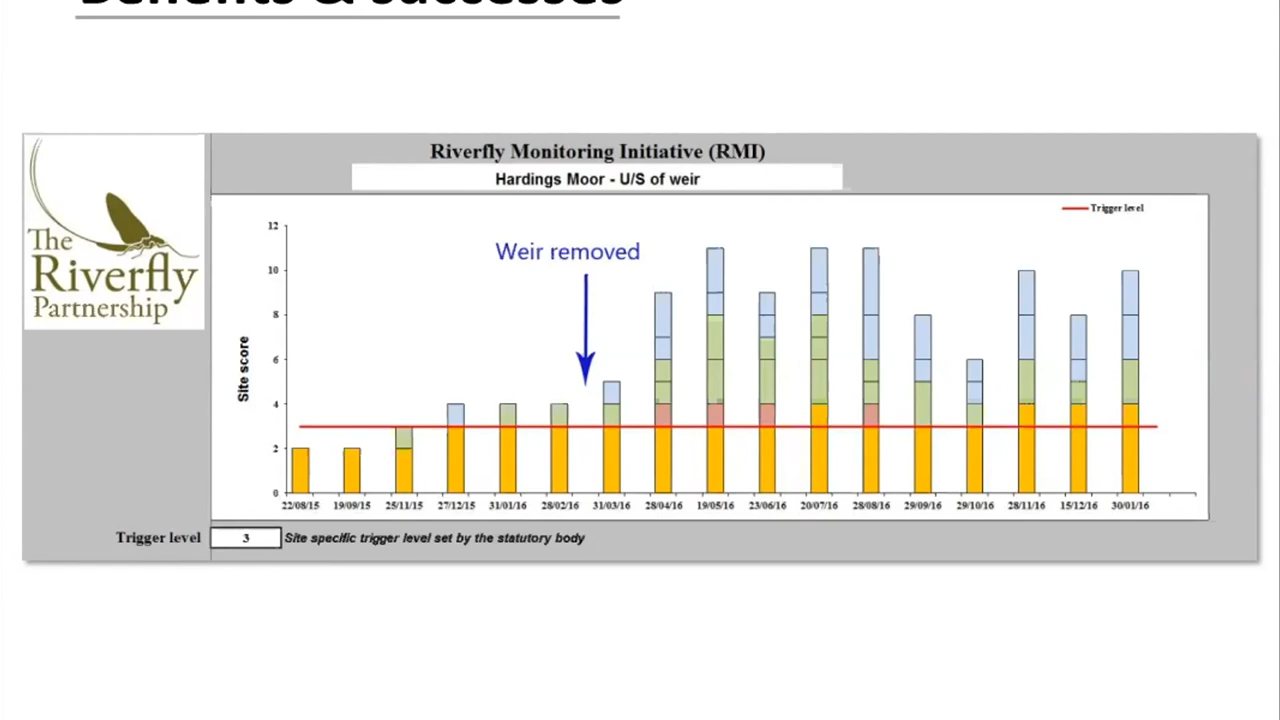 Benefits & successes
Riverfly Monitoring Initiative (RMI)
Hardings Moor - U/S of weir
The
Riverfly
Partnership
Trigger level
Weir removed
Site score
12
10
8
6
4
2
0
22/08/15 19/09/15 25/11/15 27/12/15 31/01/16 28/02/16 31/03/16 28/04/16 19/05/16 23/06/16 20/07/16 28/08/16 29/09/16 29/10/16 28/11/16 15/12/16 30/01/16
Trigger level 3 Site specific trigger level set by the statutory body